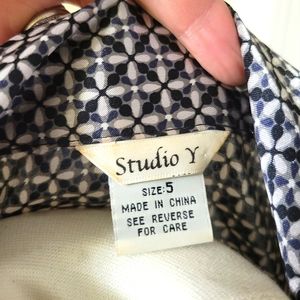 Studio Y
SIZE:5
MADE IN CHINA
SEE REVERSE
FOR CARE